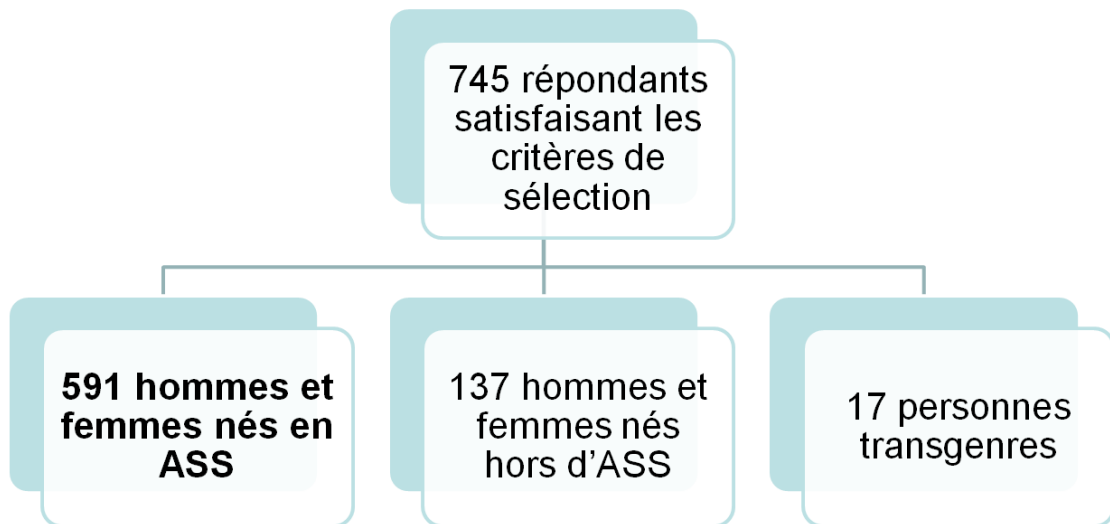 745 répondants
satisfaisant les
critères de
sélection
591 hommes et
femmes nés en
ASS
137 hommes et
femmes nés
hors d’ASS
17 personnes
transgenres